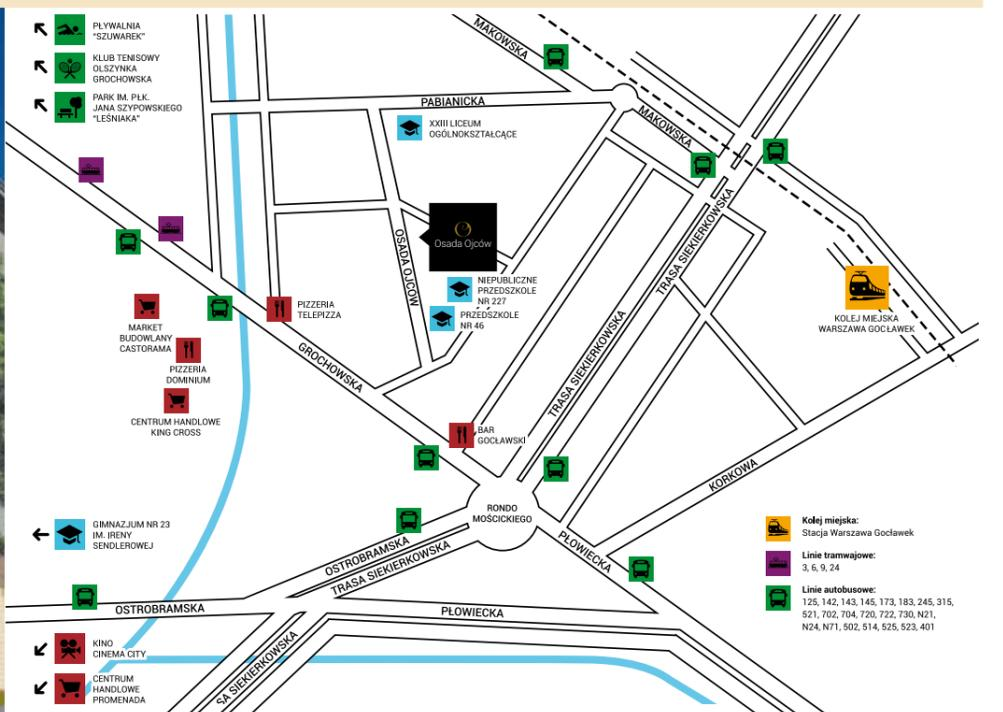 PŁYWALNIA
"SZUWAREK"
KLUB TENISOWY
OLSZYNKA
GROCHOWSKA
PARK IM. PŁK.
JANA SZYPOWSKIEGO
"LEŚNIAKA"
MAKOWSKA
PABIANICKA
XXIII LICEUM
OGÓLNOKSZTAŁCĄCE
MAKOWSKA
OSADA OJCÓW
Osada Ojców
TRASA SIEKIERKOWSKA
NIEPUBLICZNE
PRZEDSZKOLE
NR 227
PRZEDSZKOLE
NR 46
PIZZERIA
TELEPIZZA
KOLEJ MIEJSKA
WARSZAWA GOCŁAWEK
MARKET
BUDOWLANY
CASTORAMA
PIZZERIA
DOMINIUM
CENTRUM HANDLOWE
KING CROSS
GROCHOWSKA
TRASA SIEKIERKOWSKA
BAR
GOCŁAWSKI
KORKOWA
RONDO
MOŚCICKIEGO
GIMNAZJUM NR 23
IM. IRENY
SENDLEROWEJ
OSTROBRAMSKA
TRASA SIEKIERKOWSKA
PŁOWIECKA
Kolej miejska:
Stacja Warszawa Gocławek
Linie tramwajowe:
3, 6, 9, 24
Linie autobusowe:
125, 142, 143, 145, 173, 183, 245, 315,
521, 702, 704, 720, 722, 730, N21,
N24, N71, 502, 514, 525, 523, 401
OSTROBRAMSKA
PŁOWIECKA
SA SIEKIERKOWSKA
KINO
CINEMA CITY
CENTRUM
HANDLOWE
PROMENADA